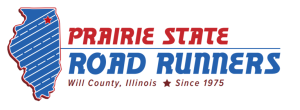 PRAIRIE STATE
ROAD RUNNERS
Will County, Illinois ★ Since 1975